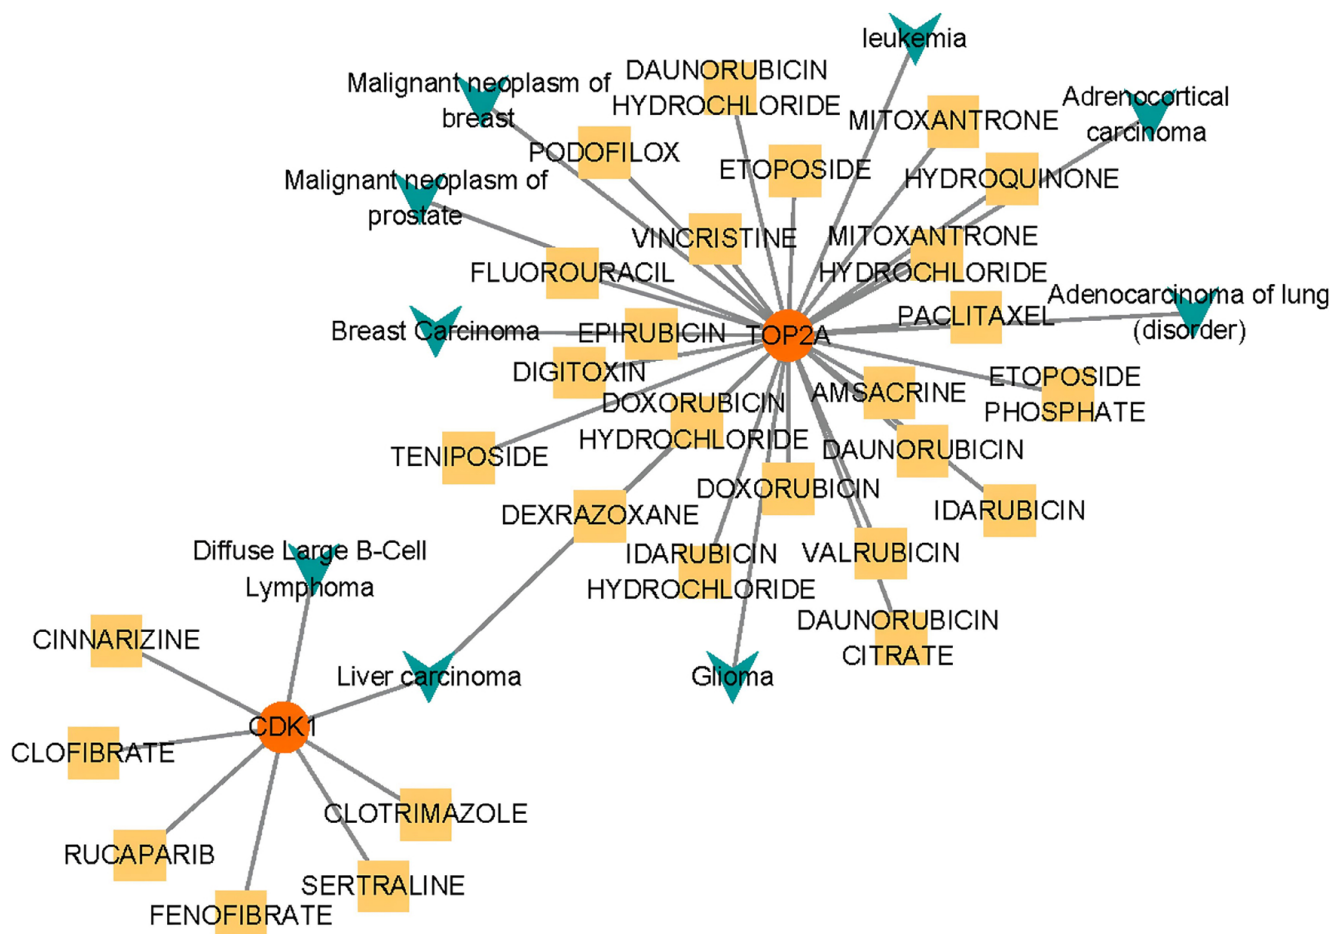 leukemia
DAUNORUBICIN
HYDROCHLORIDE
Malignant neoplasm of
breast
Adrenocortical
carcinoma
MITOXANTRONE
PODOFILOX
ETOPOSIDE
HYDROQUINONE
Malignant neoplasm of
prostate
VINCRISTINE
MITOXANTRONE
HYDROCHLORIDE
FLUOROURACIL
Adenocarcinoma of lung
(disorder)
PACLITAXEL
Breast Carcinoma
EPIRUBICIN
TOP2A
DIGITOXIN
ETOPOSIDE
PHOSPHATE
AMSACRINE
DOXORUBICIN
HYDROCHLORIDE
TENIPOSIDE
DAUNORUBICIN
DOXORUBICIN
DEXRAZOXANE
IDARUBICIN
Diffuse Large B-Cell
Lymphoma
IDARUBICIN
HYDROCHLORIDE
VALRUBICIN
DAUNORUBICIN
CITRATE
CINNARIZINE
Liver carcinoma
Glioma
CDK1
CLOFIBRATE
CLOTRIMAZOLE
RUCAPARIB
SERTRALINE
FENOFIBRATE